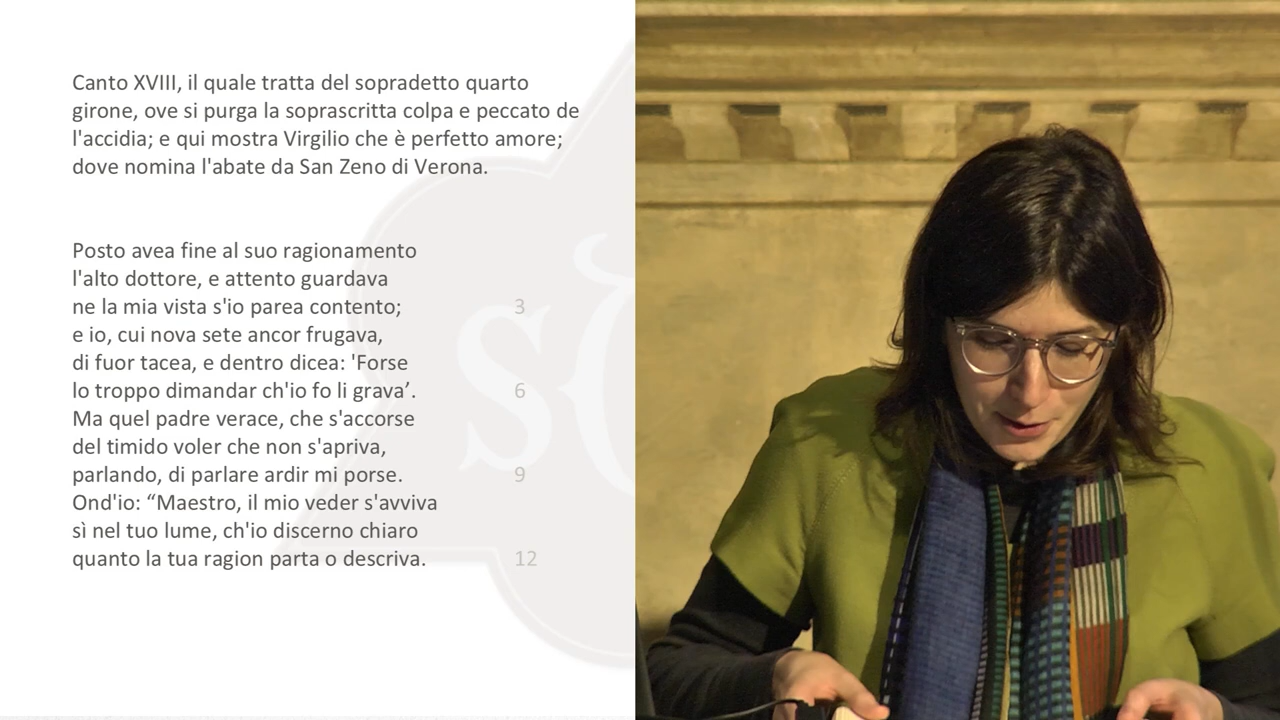 Canto XVIII, il quale tratta del sopradetto quarto
girone, ove si purga la soprascritta colpa e peccato de
l'accidia; e qui mostra Virgilio che è perfetto amore;
dove nomina l'abate da San Zeno di Verona.
Posto avea fine al suo ragionamento
l'alto dottore, e attento guardava
ne la mia vista s'io parea contento; 3
e io, cui nova sete ancor frugava,
di fuor tacea, e dentro dicea: 'Forse
lo troppo dimandar ch'io fo li grava’. 6
Ma quel padre verace, che s'accorse
del timido voler che non s'apriva,
parlando, di parlare ardir mi porse. 9
Ond'io: “Maestro, il mio veder s'avviva
sì nel tuo lume, ch'io discerno chiaro
quanto la tua ragion parta o descriva. 12